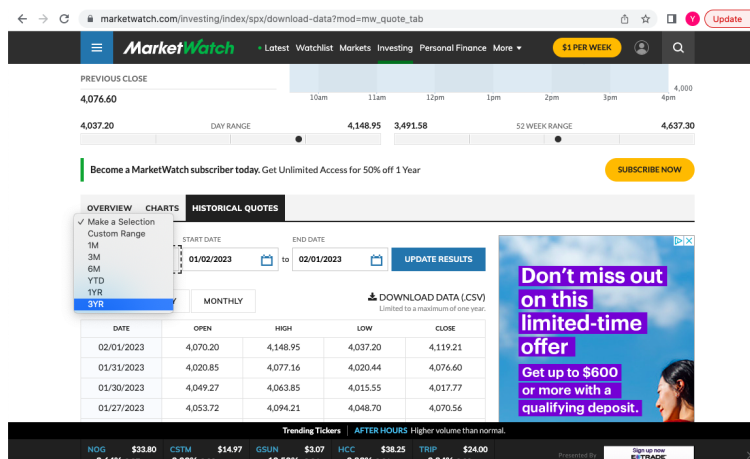 marketwatch.com/investing/index/spx/download-data?mod=mw_quote_tab
Y
Update
MarketWatch
Latest Watchlist Markets Investing Personal Finance More
$1 PER WEEK
PREVIOUS CLOSE
4,076.60
4,000
10am 11am 12pm 1pm 2pm 3pm 4pm
4,037.20 DAY RANGE 4,148.95 3,491.58 52 WEEK RANGE 4,637.30
Become a MarketWatch subscriber today. Get Unlimited Access for 50% off 1 Year
SUBSCRIBE NOW
OVERVIEW CHARTS HISTORICAL QUOTES
Make a Selection
Custom Range
1M
3M
6M
YTD
1YR
3YR
START DATE END DATE
01/02/2023 to 02/01/2023 UPDATE RESULTS
Y MONTHLY
DOWNLOAD DATA (.CSV)
Limited to a maximum of one year.
DATE OPEN HIGH LOW CLOSE
02/01/2023 4,070.20 4,148.95 4,037.20 4,119.21
01/31/2023 4,020.85 4,077.16 4,020.44 4,076.60
01/30/2023 4,049.27 4,063.85 4,015.55 4,017.77
01/27/2023 4,053.72 4,094.21 4,048.70 4,070.56
Don't miss out
on this
limited-time
offer
Get up to $600
or more with a
qualifying deposit.
Trending Tickers | AFTER HOURS Higher volume than normal.
NOG $33.80 CSTM $14.97 GSUN $3.07 HCC $38.25 TRIP $24.00
Presented By
Sign up now
E*TRADE